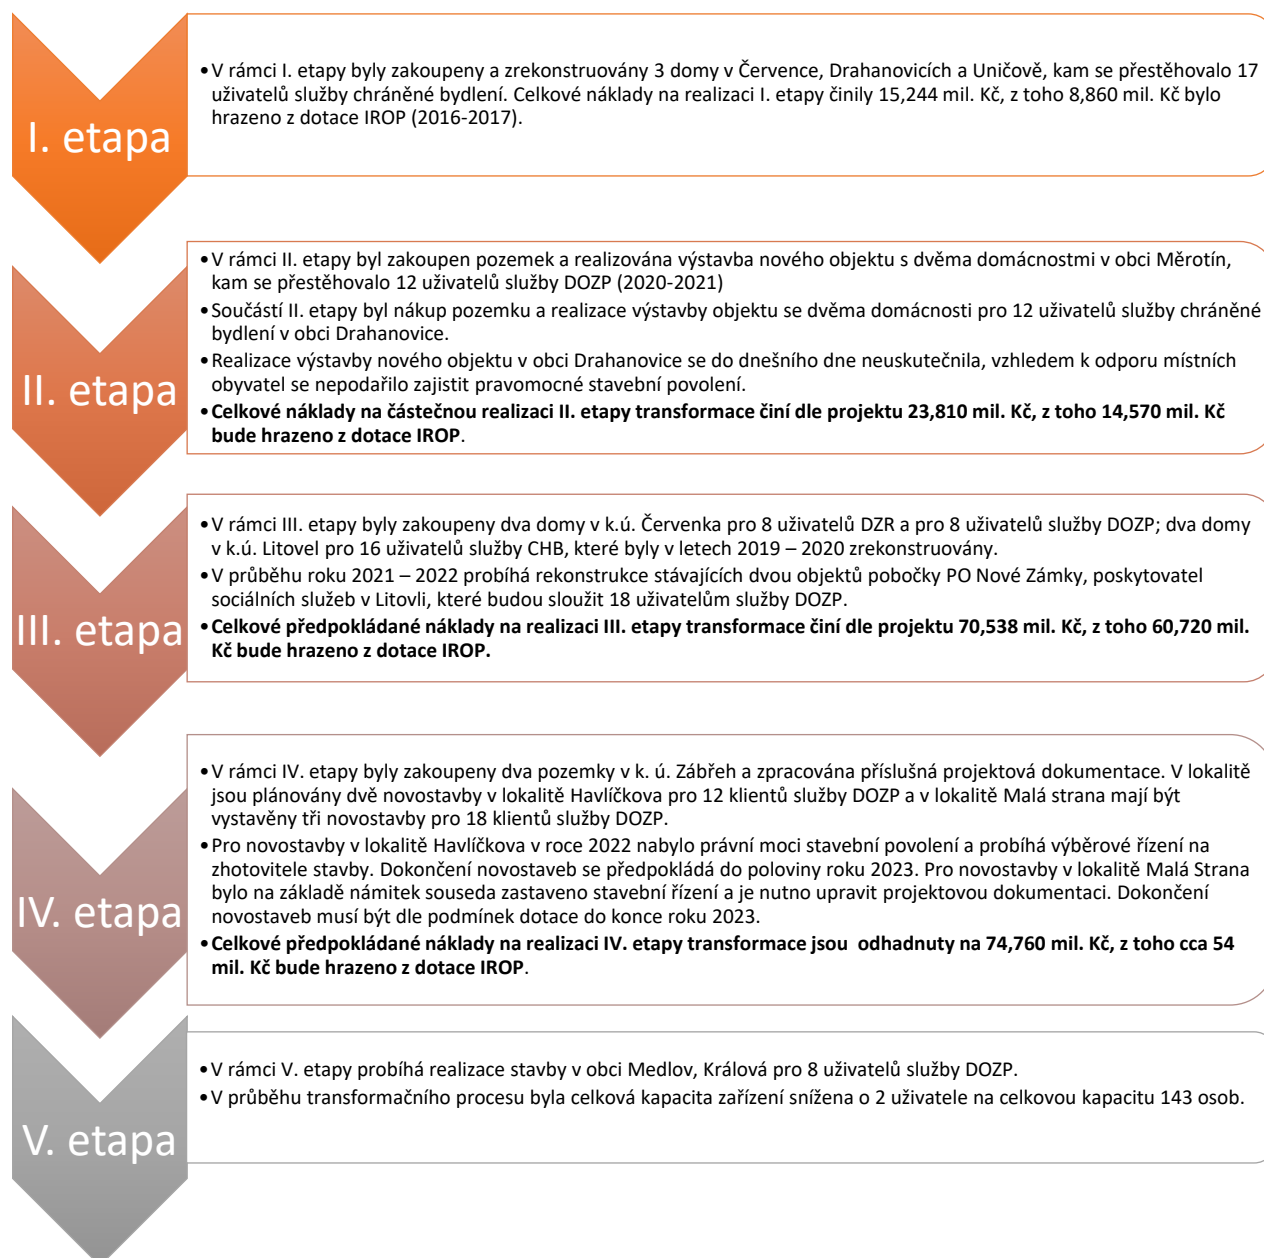 I. etapa
•V rámci I. etapy byly zakoupeny a zrekonstruovány 3 domy v Července, Drahanovicích a Uničově, kam se přestěhovalo 17
uživatelů služby chráněné bydlení. Celkové náklady na realizaci I. etapy činily 15,244 mil. Kč, z toho 8,860 mil. Kč bylo
hrazeno z dotace IROP (2016-2017).
II. etapa
•V rámci II. etapy byl zakoupen pozemek a realizována výstavba nového objektu s dvěma domácnostmi v obci Měrotín,
kam se přestěhovalo 12 uživatelů služby DOZP (2020-2021)
•Součástí II. etapy byl nákup pozemku a realizace výstavby objektu se dvěma domácnosti pro 12 uživatelů služby chráněné
bydlení v obci Drahanovice.
•Realizace výstavby nového objektu v obci Drahanovice se do dnešního dne neuskutečnila, vzhledem k odporu místních
obyvatel se nepodařilo zajistit pravomocné stavební povolení.
•Celkové náklady na částečnou realizaci II. etapy transformace činí dle projektu 23,810 mil. Kč, z toho 14,570 mil. Kč
bude hrazeno z dotace IROP.
III. etapa
•V rámci III. etapy byly zakoupeny dva domy v k.ú. Červenka pro 8 uživatelů DZR a pro 8 uživatelů služby DOZP; dva domy
v k.ú. Litovel pro 16 uživatelů služby CHB, které byly v letech 2019 – 2020 zrekonstruovány.
•V průběhu roku 2021 – 2022 probíhá rekonstrukce stávajících dvou objektů pobočky PO Nové Zámky, poskytovatel
sociálních služeb v Litovli, které budou sloužit 18 uživatelům služby DOZP.
•Celkové předpokládané náklady na realizaci III. etapy transformace činí dle projektu 70,538 mil. Kč, z toho 60,720 mil.
Kč bude hrazeno z dotace IROP.
IV. etapa
•V rámci IV. etapy byly zakoupeny dva pozemky v k. ú. Zábřeh a zpracována příslušná projektová dokumentace. V lokalitě
jsou plánovány dvě novostavby v lokalitě Havlíčkova pro 12 klientů služby DOZP a v lokalitě Malá strana mají být
vystavěny tři novostavby pro 18 klientů služby DOZP.
•Pro novostavby v lokalitě Havlíčkova v roce 2022 nabylo právní moci stavební povolení a probíhá výběrové řízení na
zhotovitele stavby. Dokončení novostaveb se předpokládá do poloviny roku 2023. Pro novostavby v lokalitě Malá Strana
bylo na základě námitek souseda zastaveno stavební řízení a je nutno upravit projektovou dokumentaci. Dokončení
novostaveb musí být dle podmínek dotace do konce roku 2023.
•Celkové předpokládané náklady na realizaci IV. etapy transformace jsou  odhadnuty na 74,760 mil. Kč, z toho cca 54
mil. Kč bude hrazeno z dotace IROP.
V. etapa
•V rámci V. etapy probíhá realizace stavby v obci Medlov, Králová pro 8 uživatelů služby DOZP.
•V průběhu transformačního procesu byla celková kapacita zařízení snížena o 2 uživatele na celkovou kapacitu 143 osob.